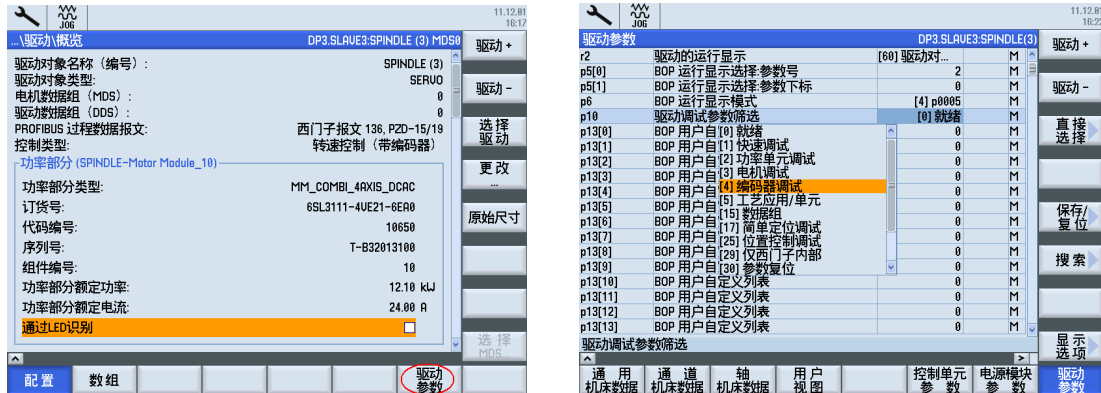 JOG
11.12.01
16:17
...\驱动\概览 DP3.SLAVE3:SPINDLE (3) MDS0
驱动对象名称（编号）: SPINDLE (3)
驱动对象类型: SERVO
电机数据组（MDS）: 0
驱动数据组（DDS）: 0
PROFIBUS 过程数据报文: 西门子报文 136, PZD-15/19
控制类型: 转速控制（带编码器）
功率部分 (SPINDLE-Motor Module_10)
功率部分类型: MM_COMBI_4AXIS_DCAC
订货号: 6SL3111-4VE21-6EA0
代码编号: 10650
序列号: T-B32013100
组件编号: 10
功率部分额定功率: 12.10 kW
功率部分额定电流: 24.00 A
通过LED识别
驱动 +
驱动 -
选择
驱动
更改
...
原始尺寸
选择
MDS...
配置 数组 驱动
参数
JOG
11.12.01
驱动参数 DP3.SLAVE3:SPINDLE(3)
r2 驱动的运行显示 [60] 驱动对... M
p5[0] BOP 运行显示选择:参数号 2 M
p5[1] BOP 运行显示选择:参数下标 0 M
p6 BOP 运行显示模式 [4] p0005 M
p10 驱动调试参数筛选 [0] 就绪 M
p13[0] BOP 用户自 0 M
p13[1] BOP 用户自 0 M
p13[2] BOP 用户自 0 M
p13[3] BOP 用户自 0 M
p13[4] BOP 用户自 0 M
p13[5] BOP 用户自 0 M
p13[6] BOP 用户自 0 M
p13[7] BOP 用户自 0 M
p13[8] BOP 用户自 0 M
p13[9] BOP 用户自 0 M
p13[10] BOP 用户自定义列表 0 M
p13[11] BOP 用户自定义列表 0 M
p13[12] BOP 用户自定义列表 0 M
p13[13] BOP 用户自定义列表 0 M
[0] 就绪
[1] 快速调试
[2] 功率单元调试
[3] 电机调试
[4] 编码器调试
[5] 工艺应用/单元
[15] 数据组
[17] 简单定位调试
[25] 位置控制调试
[29] 仅西门子内部
[30] 参数复位
驱动调试参数筛选
驱动 +
驱动 -
直接
选择
保存/
复位
搜索
显示
选项
通用
机床数据
通道
机床数据
轴
机床数据
用户
视图
控制单元
参数
电源模块
参数
驱动
参数